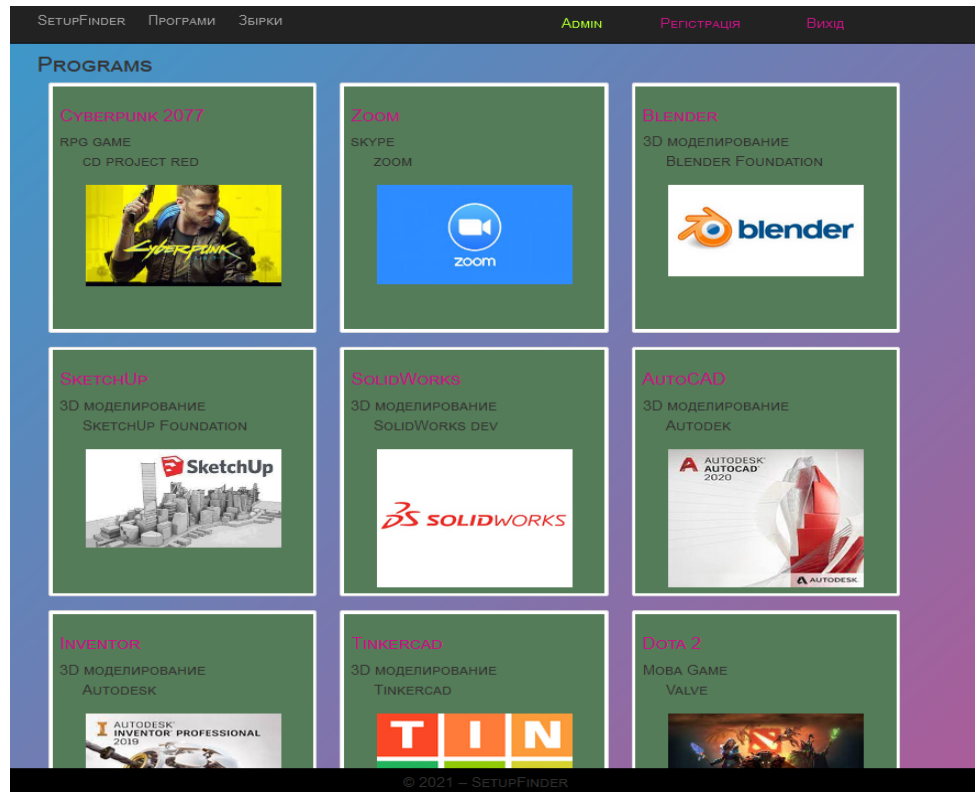 SetupFinder Програми Збірки Admin Регістрація Вихід
Programs
Cyberpunk 2077
RPG game
cd project red
Cyberpunk
Zoom
skype
zoom
zoom
Blender
3D моделирование
Blender Foundation
blender
SketchUp
3D моделирование
SketchUp Foundation
SketchUp
SolidWorks
3D моделирование
SolidWorks dev
SOLIDWORKS
AutoCAD
3D моделирование
Autodek
AUTODESK
AUTOCAD
2020
AUTODESK
Inventor
3D моделирование
Autodesk
I AUTODESK
INVENTOR PROFESSIONAL
2019
Tinkercad
3D моделирование
Tinkercad
TIN
Dota 2
Moba Game
Valve
© 2021 – SetupFinder